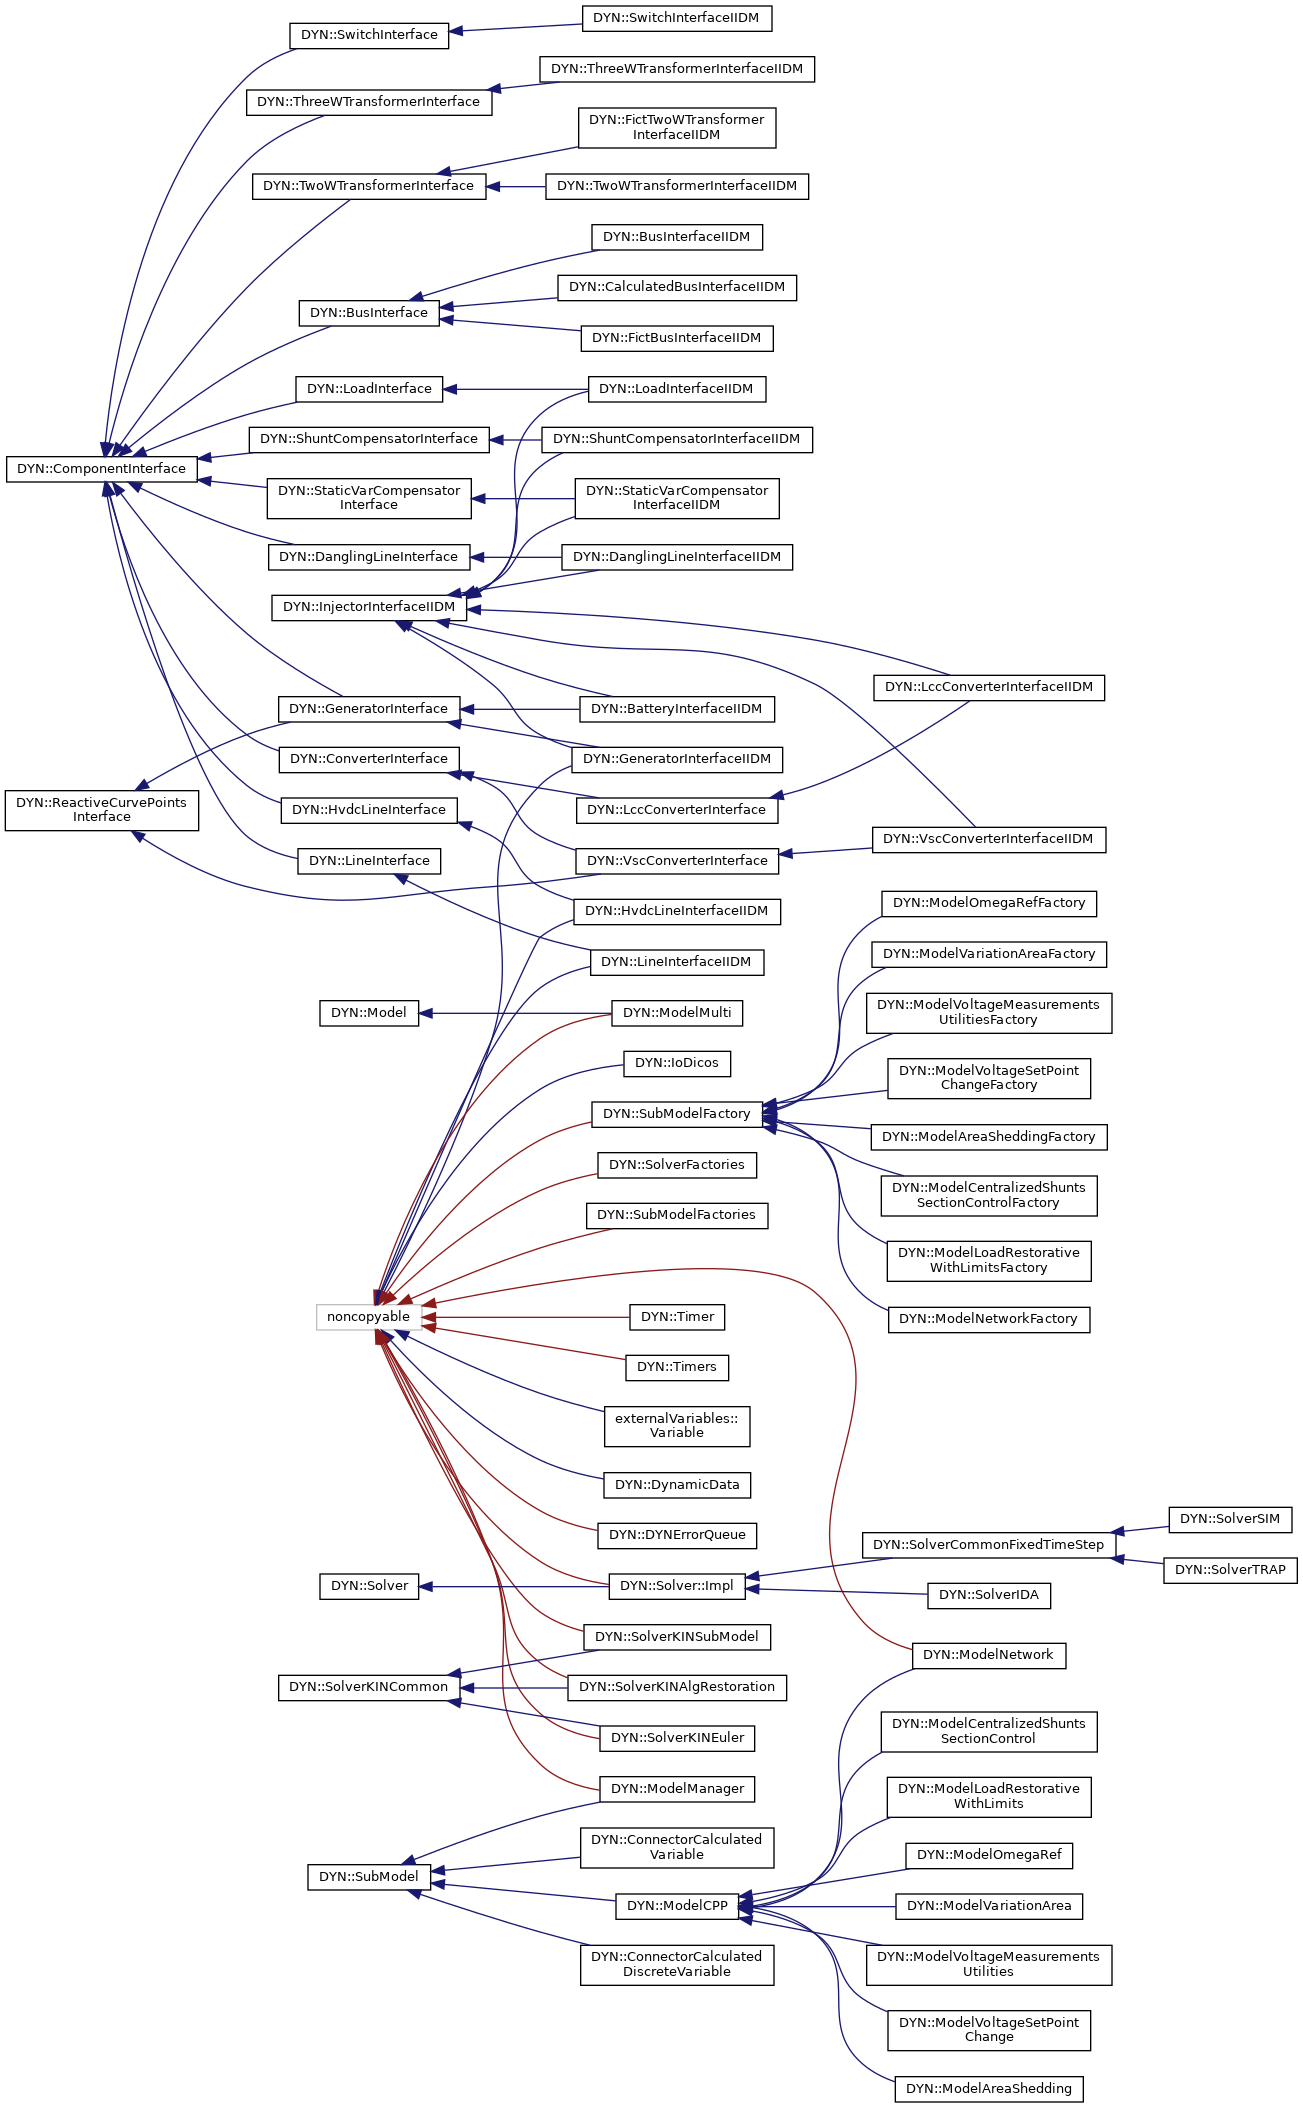 DYN::SwitchInterfaceIIDM
DYN::SwitchInterface
DYN::ThreeWTransformerInterfaceIIDM
DYN::ThreeWTransformerInterface
DYN::FictTwoWTransformer
InterfaceIIDM
DYN::TwoWTransformerInterface
DYN::TwoWTransformerInterfaceIIDM
DYN::BusInterfaceIIDM
DYN::CalculatedBusInterfaceIIDM
DYN::BusInterface
DYN::FictBusInterfaceIIDM
DYN::LoadInterface
DYN::LoadInterfaceIIDM
DYN::ShuntCompensatorInterface
DYN::ShuntCompensatorInterfaceIIDM
DYN::ComponentInterface
DYN::StaticVarCompensator
Interface
DYN::StaticVarCompensator
InterfaceIIDM
DYN::DanglingLineInterface
DYN::DanglingLineInterfaceIIDM
DYN::InjectorInterfaceIIDM
DYN::LccConverterInterfaceIIDM
DYN::GeneratorInterface
DYN::BatteryInterfaceIIDM
DYN::ConverterInterface
DYN::GeneratorInterfaceIIDM
DYN::ReactiveCurvePoints
Interface
DYN::HvdcLineInterface
DYN::LccConverterInterface
DYN::VscConverterInterfaceIIDM
DYN::LineInterface
DYN::VscConverterInterface
DYN::ModelOmegaRefFactory
DYN::HvdcLineInterfaceIIDM
DYN::ModelVariationAreaFactory
DYN::LineInterfaceIIDM
DYN::Model
DYN::ModelMulti
DYN::ModelVoltageMeasurements
UtilitiesFactory
DYN::IoDicos
DYN::ModelVoltageSetPoint
ChangeFactory
DYN::SubModelFactory
DYN::ModelAreaSheddingFactory
DYN::SolverFactories
DYN::ModelCentralizedShunts
SectionControlFactory
DYN::SubModelFactories
DYN::ModelLoadRestorative
WithLimitsFactory
noncopyable
DYN::Timer
DYN::ModelNetworkFactory
DYN::Timers
externalVariables::
Variable
DYN::DynamicData
DYN::DYNErrorQueue
DYN::SolverSIM
DYN::SolverCommonFixedTimeStep
DYN::SolverTRAP
DYN::Solver
DYN::Solver::Impl
DYN::SolverIDA
DYN::SolverKINSubModel
DYN::ModelNetwork
DYN::SolverKINCommon
DYN::SolverKINAlgRestoration
DYN::SolverKINEuler
DYN::ModelCentralizedShunts
SectionControl
DYN::ModelManager
DYN::ModelLoadRestorative
WithLimits
DYN::ConnectorCalculated
Variable
DYN::ModelOmegaRef
DYN::SubModel
DYN::ModelCPP
DYN::ModelVariationArea
DYN::ConnectorCalculated
DiscreteVariable
DYN::ModelVoltageMeasurements
Utilities
DYN::ModelVoltageSetPoint
Change
DYN::ModelAreaShedding